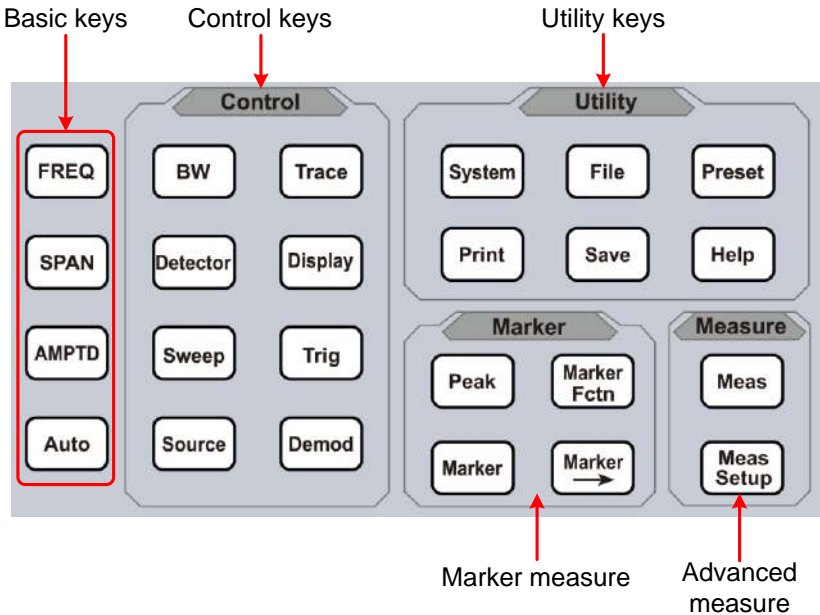 Basic keys
Control keys
Utility keys
Control
Utility
FREQ
BW
Trace
System
File
Preset
SPAN
Detector
Display
Print
Save
Help
Marker
Measure
AMPTD
Sweep
Trig
Peak
Marker
Fctn
Meas
Auto
Source
Demod
Marker
Marker
Meas
Setup
Marker measure
Advanced
measure